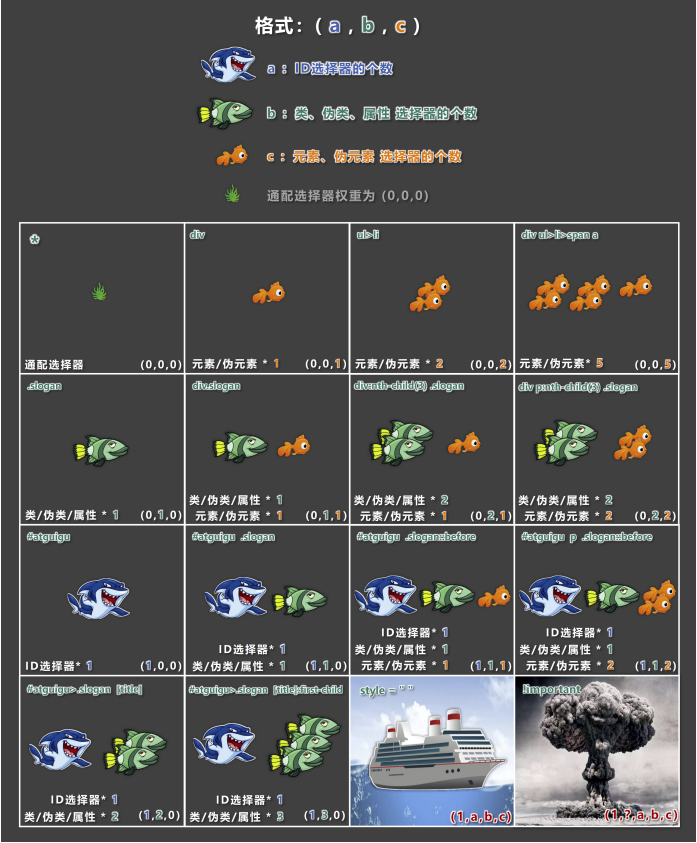 格式:( a , b , c )
a : ID选择器的个数
b : 类、伪类、属性 选择器的个数
c : 元素、伪元素 选择器的个数
通配选择器权重为 (0,0,0)
*
通配选择器 (0,0,0)
div
元素/伪元素 * 1 (0,0,1)
ul>li
元素/伪元素 * 2 (0,0,2)
div ul>li>span a
元素/伪元素* 5 (0,0,5)
.slogan
类/伪类/属性 * 1 (0,1,0)
div.slogan
类/伪类/属性 * 1
元素/伪元素 * 1 (0,1,1)
div:nth-child(3) .slogan
类/伪类/属性 * 2
元素/伪元素 * 1 (0,2,1)
div p:nth-child(3) .slogan
类/伪类/属性 * 2
元素/伪元素 * 2 (0,2,2)
#atguigu
ID选择器* 1 (1,0,0)
#atguigu .slogan
ID选择器* 1
类/伪类/属性 * 1 (1,1,0)
#atguigu .slogan::before
ID选择器* 1
类/伪类/属性 * 1
元素/伪元素 * 1 (1,1,1)
#atguigu p .slogan::before
ID选择器* 1
类/伪类/属性 * 1
元素/伪元素 * 2 (1,1,2)
#atguigu>.slogan [title]
ID选择器* 1
类/伪类/属性 * 2 (1,2,0)
#atguigu>.slogan [title]:first-child
ID选择器* 1
类/伪类/属性 * 3 (1,3,0)
style = " "
(1,a,b,c)
!important
(1,?,a,b,c)